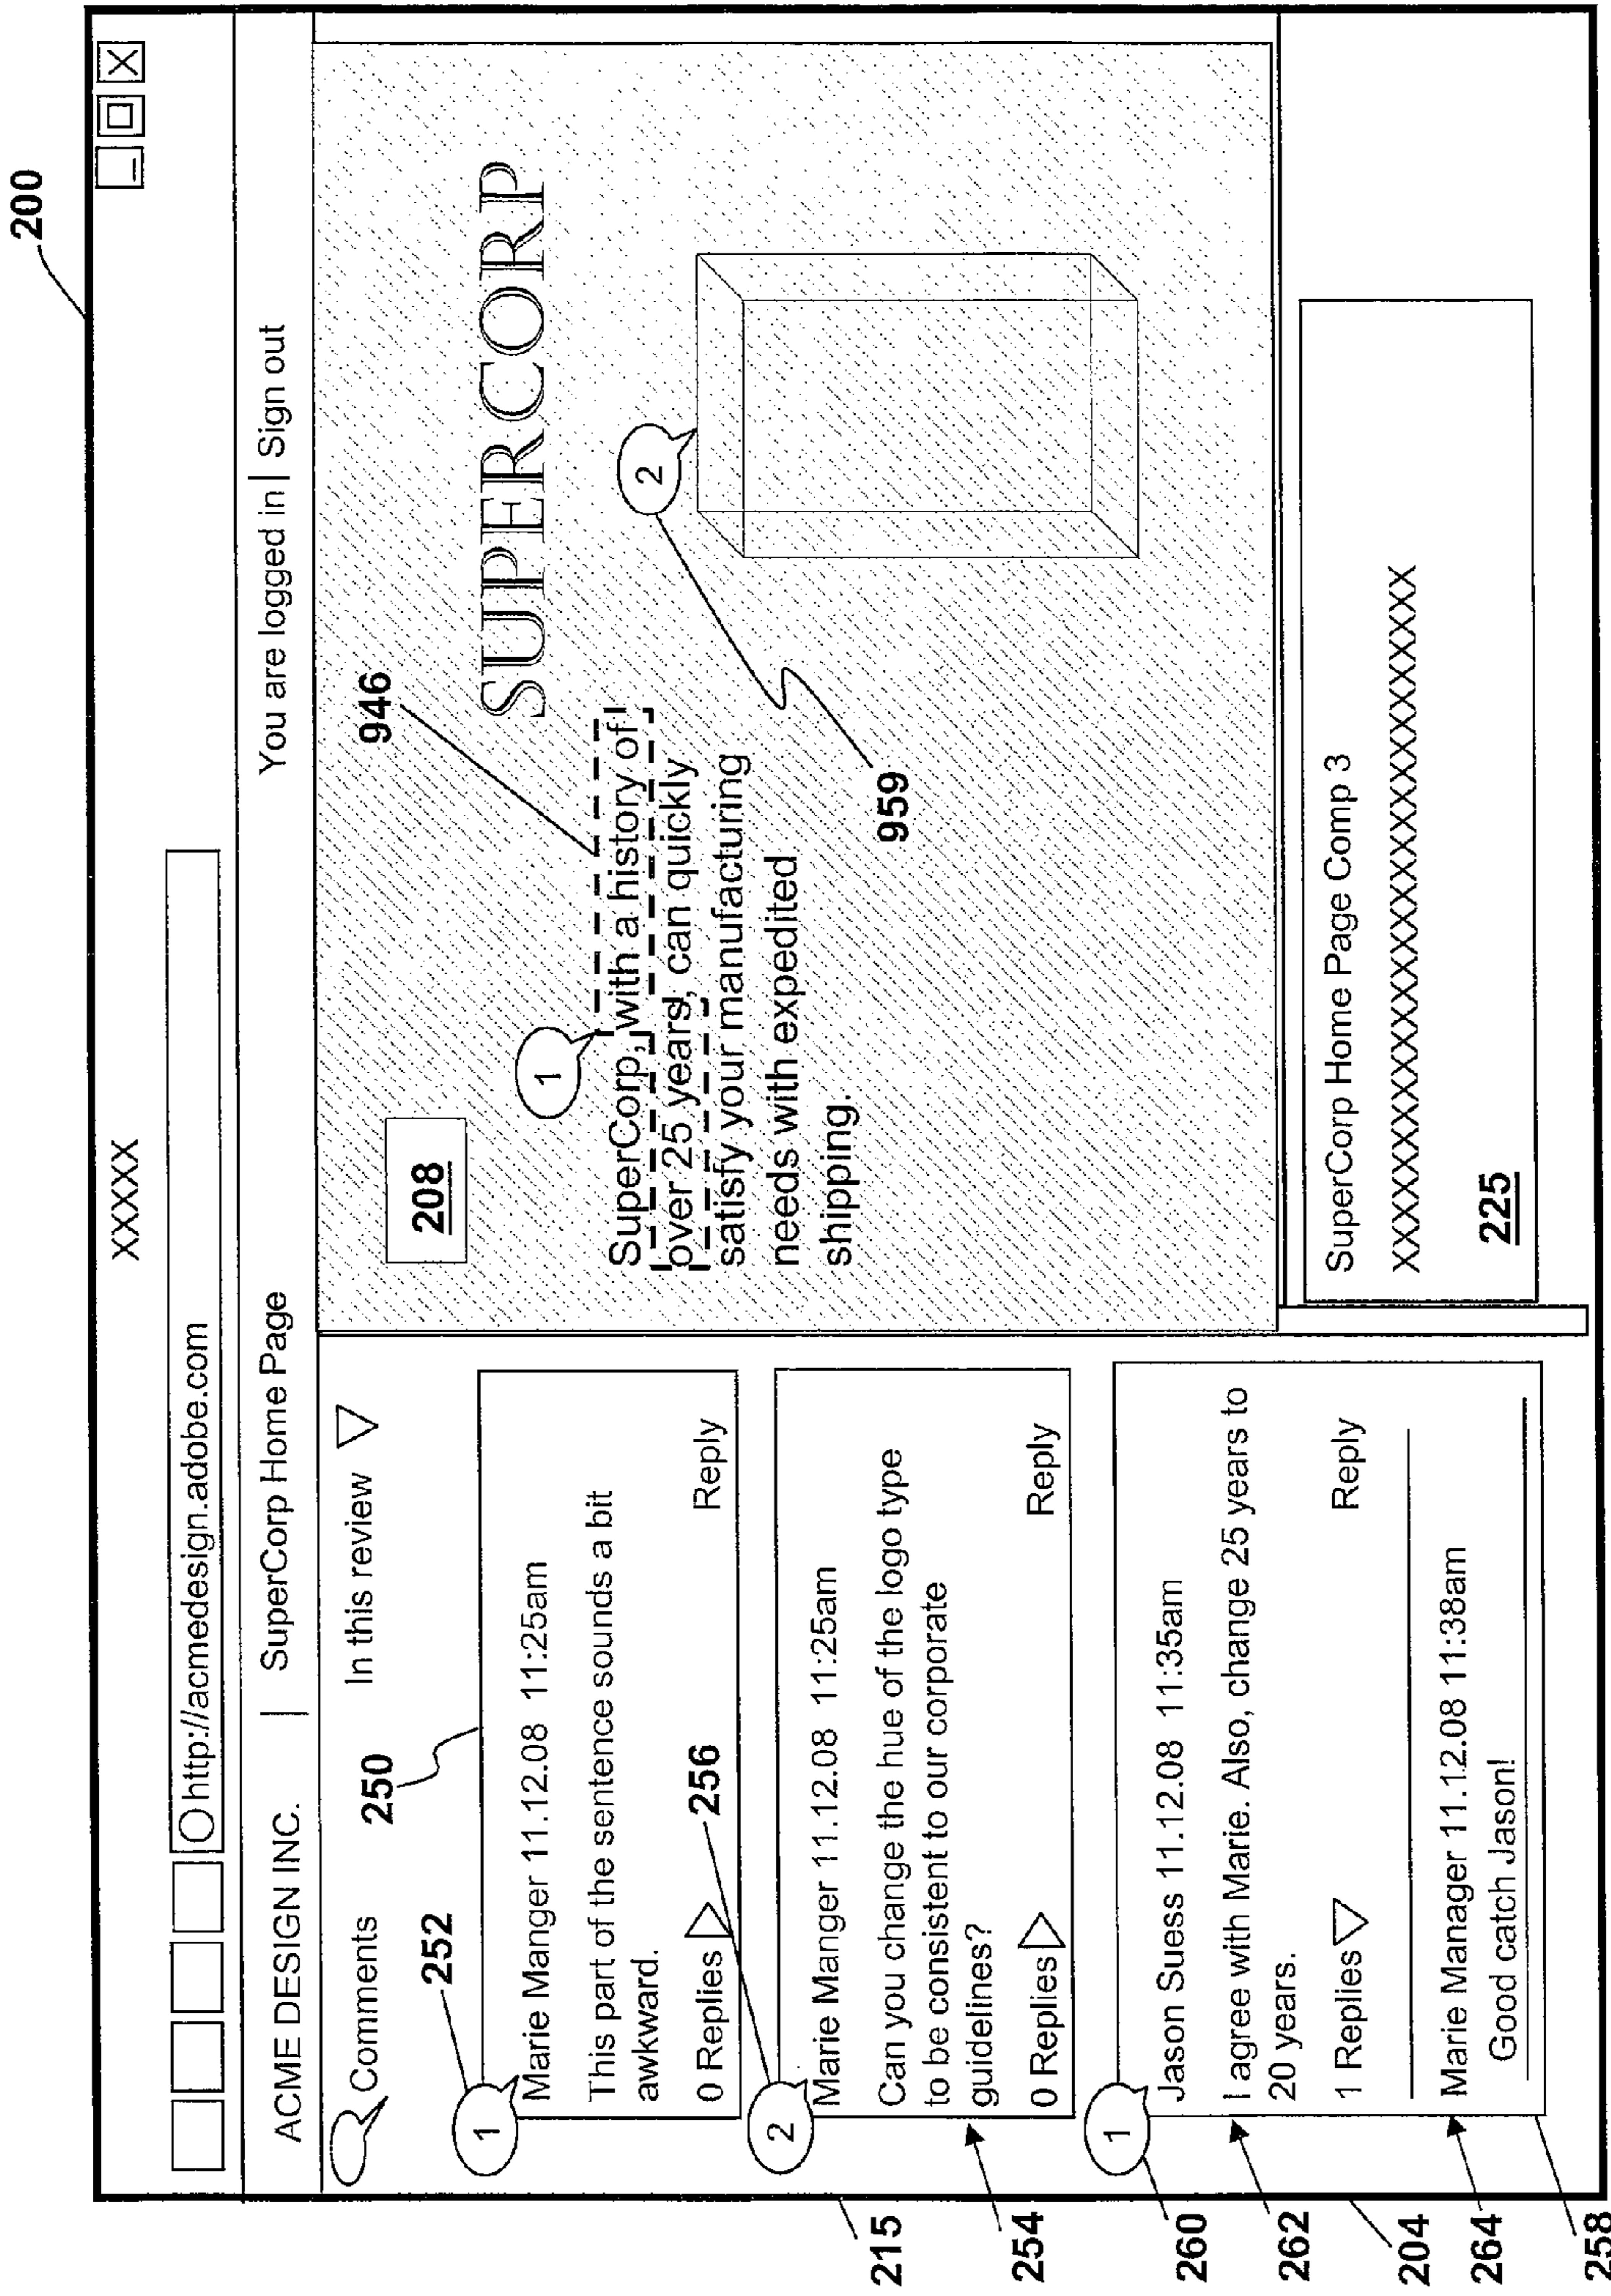 200
XXXXX
http://acmedesign.adobe.com
ACME DESIGN INC. | SuperCorp Home Page
You are logged in | Sign out
Comments
In this review
250
252
1
Marie Manger 11.12.08 11:25am
This part of the sentence sounds a bit
awkward.
0 Replies
Reply
256
2
Marie Manger 11.12.08 11:25am
Can you change the hue of the logo type
to be consistent to our corporate
guidelines?
0 Replies
Reply
1
Jason Suess 11.12.08 11:35am
I agree with Marie. Also, change 25 years to
20 years.
1 Replies
Reply
Marie Manager 11.12.08 11:38am
Good catch Jason!
215
254
260
262
204
264
258
208
946
SUPERCORP
1
SuperCorp, with a history of
over 25 years, can quickly
satisfy your manufacturing
needs with expedited
shipping.
2
959
SuperCorp Home Page Comp 3
XXXXXXXXXXXXXXXXXXXXXXXXXXXXXXXX
225